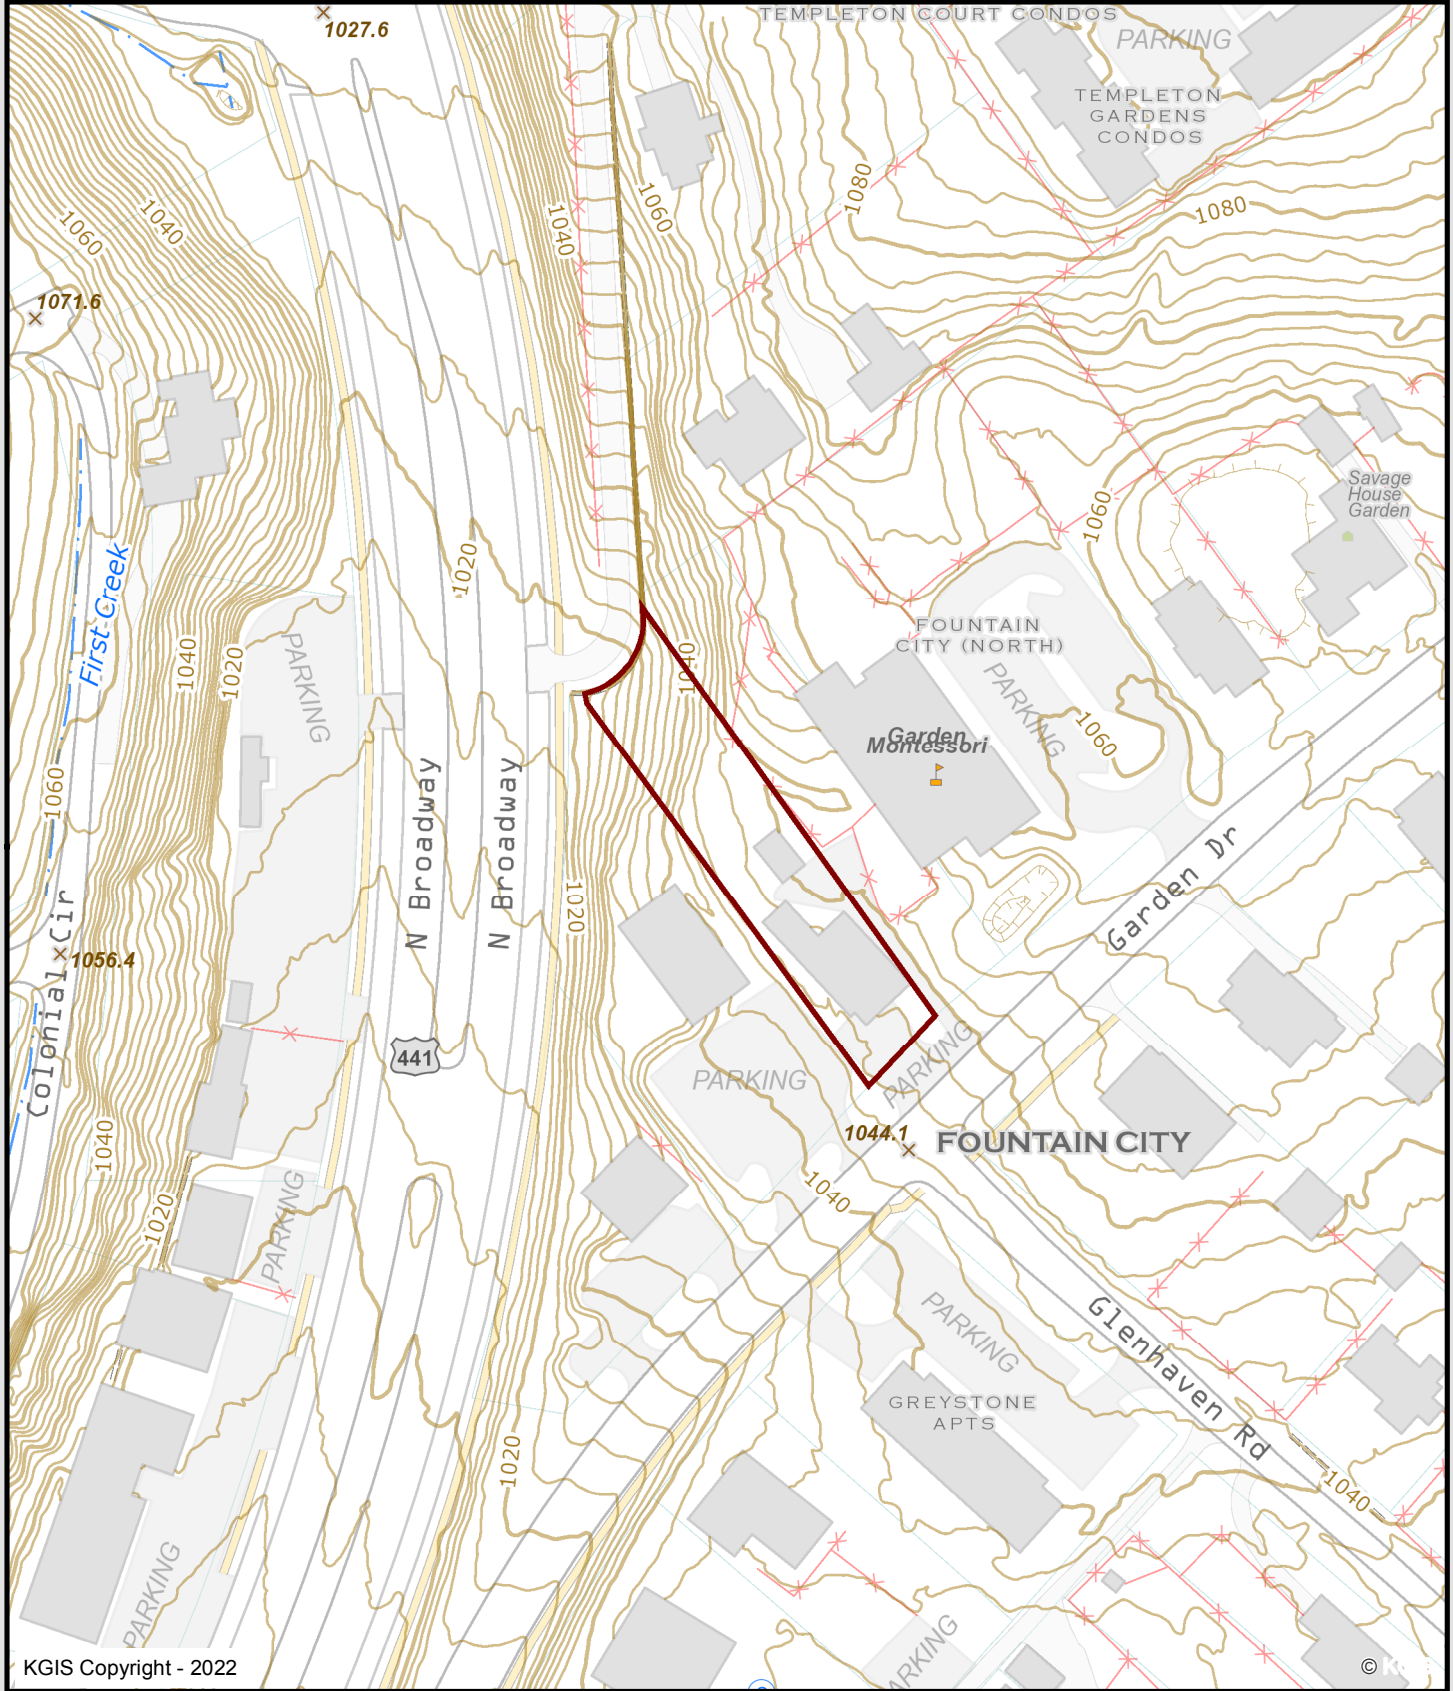 TEMPLETON COURT CONDOS
1027.6
PARKING
TEMPLETON
GARDENS
CONDOS
1060
1040
1040
1060
1080
1080
1071.6
Savage
House
Garden
1060
First Creek
1020
1040
1020
PARKING
1040
FOUNTAIN
CITY (NORTH)
PARKING
1060
Garden
Montessori
1060
N Broadway
N Broadway
Garden Dr
1020
Colonial Cir
1056.4
441
PARKING
PARKING
1044.1
FOUNTAIN CITY
1040
1020
PARKING
1040
PARKING
Glenhaven Rd
GREYSTONE
APTS
1020
1040
PARKING
PARKING
KGIS Copyright - 2022
©